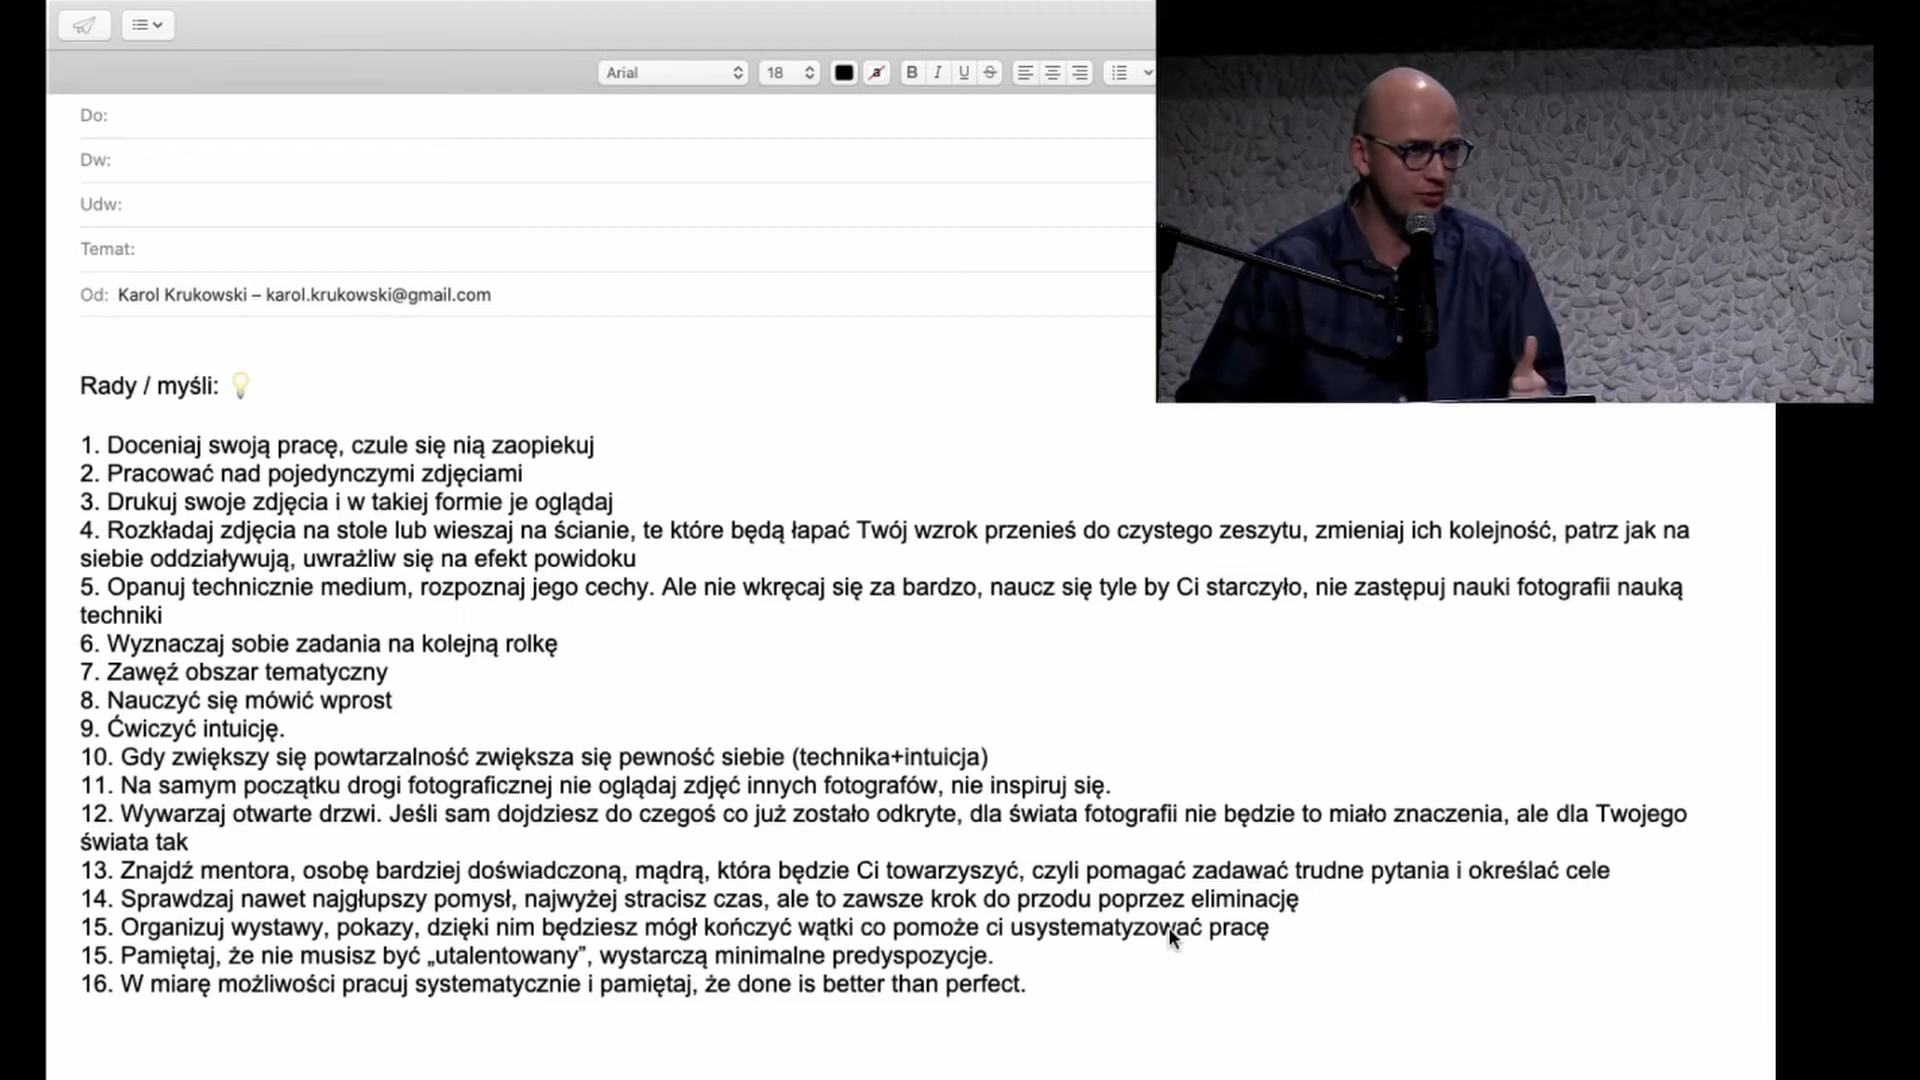 Arial
18
B I U S
Do:
Dw:
Udw:
Temat:
Od: Karol Krukowski – karol.krukowski@gmail.com
Rady / myśli: 💡
1. Doceniaj swoją pracę, czule się nią zaopiekuj
2. Pracować nad pojedynczymi zdjęciami
3. Drukuj swoje zdjęcia i w takiej formie je oglądaj
4. Rozkładaj zdjęcia na stole lub wieszaj na ścianie, te które będą łapać Twój wzrok przenieś do czystego zeszytu, zmieniaj ich kolejność, patrz jak na
siebie oddziaływują, uwrażliw się na efekt powidoku
5. Opanuj technicznie medium, rozpoznaj jego cechy. Ale nie wkręcaj się za bardzo, naucz się tyle by Ci starczyło, nie zastępuj nauki fotografii nauką
techniki
6. Wyznaczaj sobie zadania na kolejną rolkę
7. Zawęź obszar tematyczny
8. Nauczyć się mówić wprost
9. Ćwiczyć intuicję.
10. Gdy zwiększy się powtarzalność zwiększa się pewność siebie (technika+intuicja)
11. Na samym początku drogi fotograficznej nie oglądaj zdjęć innych fotografów, nie inspiruj się.
12. Wywarzaj otwarte drzwi. Jeśli sam dojdziesz do czegoś co już zostało odkryte, dla świata fotografii nie będzie to miało znaczenia, ale dla Twojego
świata tak
13. Znajdź mentora, osobę bardziej doświadczoną, mądrą, która będzie Ci towarzyszyć, czyli pomagać zadawać trudne pytania i określać cele
14. Sprawdzaj nawet najgłupszy pomysł, najwyżej stracisz czas, ale to zawsze krok do przodu poprzez eliminację
15. Organizuj wystawy, pokazy, dzięki nim będziesz mógł kończyć wątki co pomoże ci usystematyzować pracę
15. Pamiętaj, że nie musisz być „utalentowany”, wystarczą minimalne predyspozycje.
16. W miarę możliwości pracuj systematycznie i pamiętaj, że done is better than perfect.